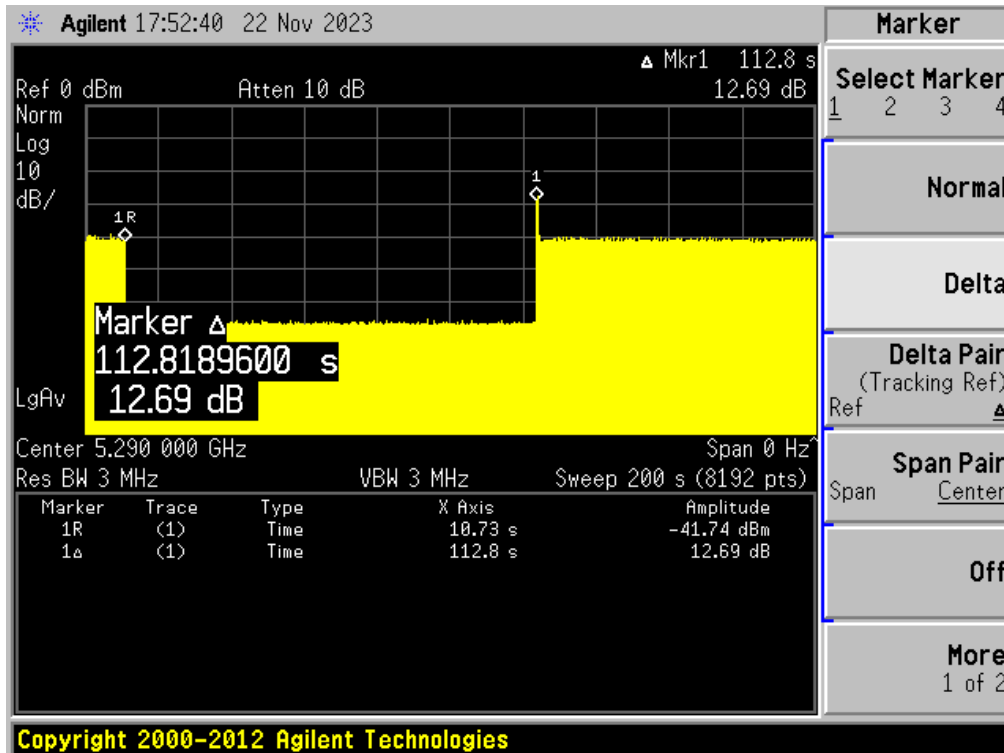 Agilent 17:52:40 22 Nov 2023
Δ Mkr1 112.8 s
Ref 0 dBm Atten 10 dB 12.69 dB
Norm
Log
10
dB/
1R
1
Marker Δ
112.8189600 s
12.69 dB
LgAv
Center 5.290 000 GHz Span 0 Hz^
Res BW 3 MHz VBW 3 MHz Sweep 200 s (8192 pts)
Marker Trace Type X Axis Amplitude
1R (1) Time 10.73 s -41.74 dBm
1Δ (1) Time 112.8 s 12.69 dB
Marker
Select Marker
1 2 3 4
Normal
Delta
Delta Pair
(Tracking Ref)
Ref Δ
Span Pair
Span Center
Off
More
1 of 2
Copyright 2000-2012 Agilent Technologies